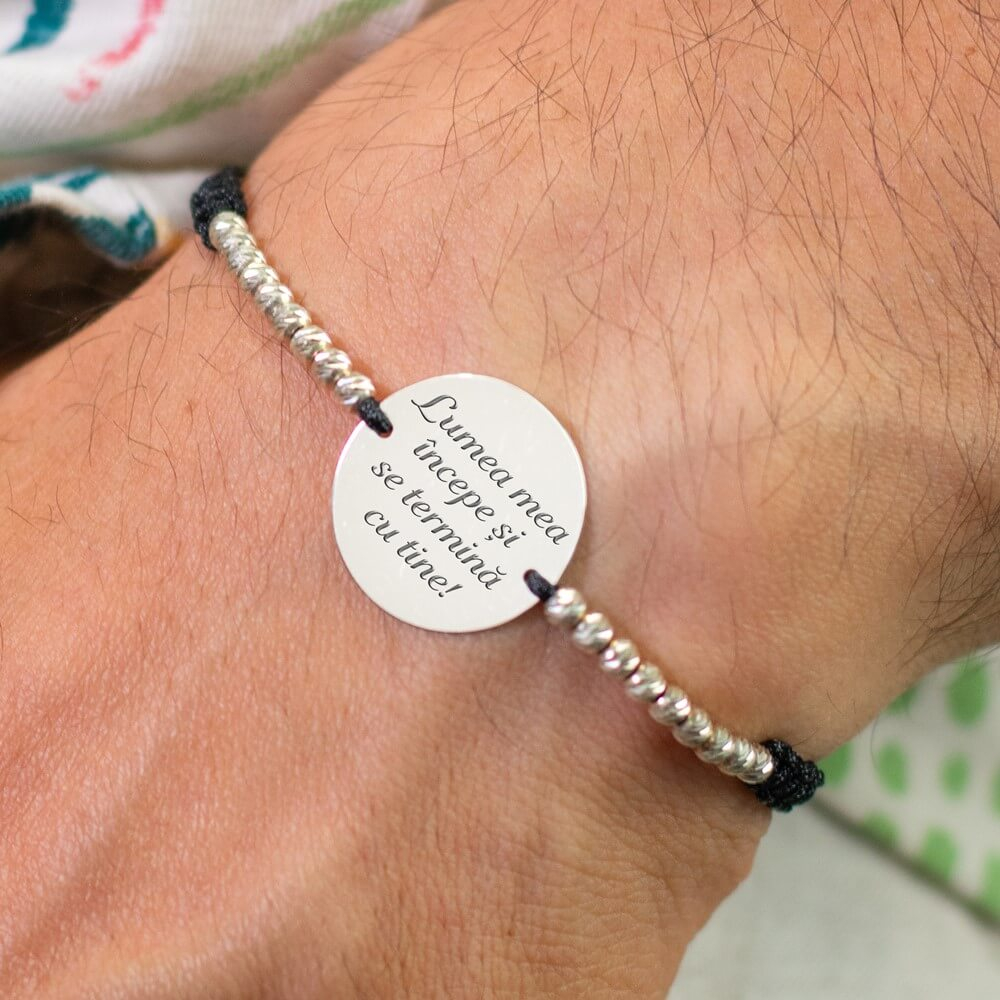 Lumea mea
începe și
se termină
cu tine!